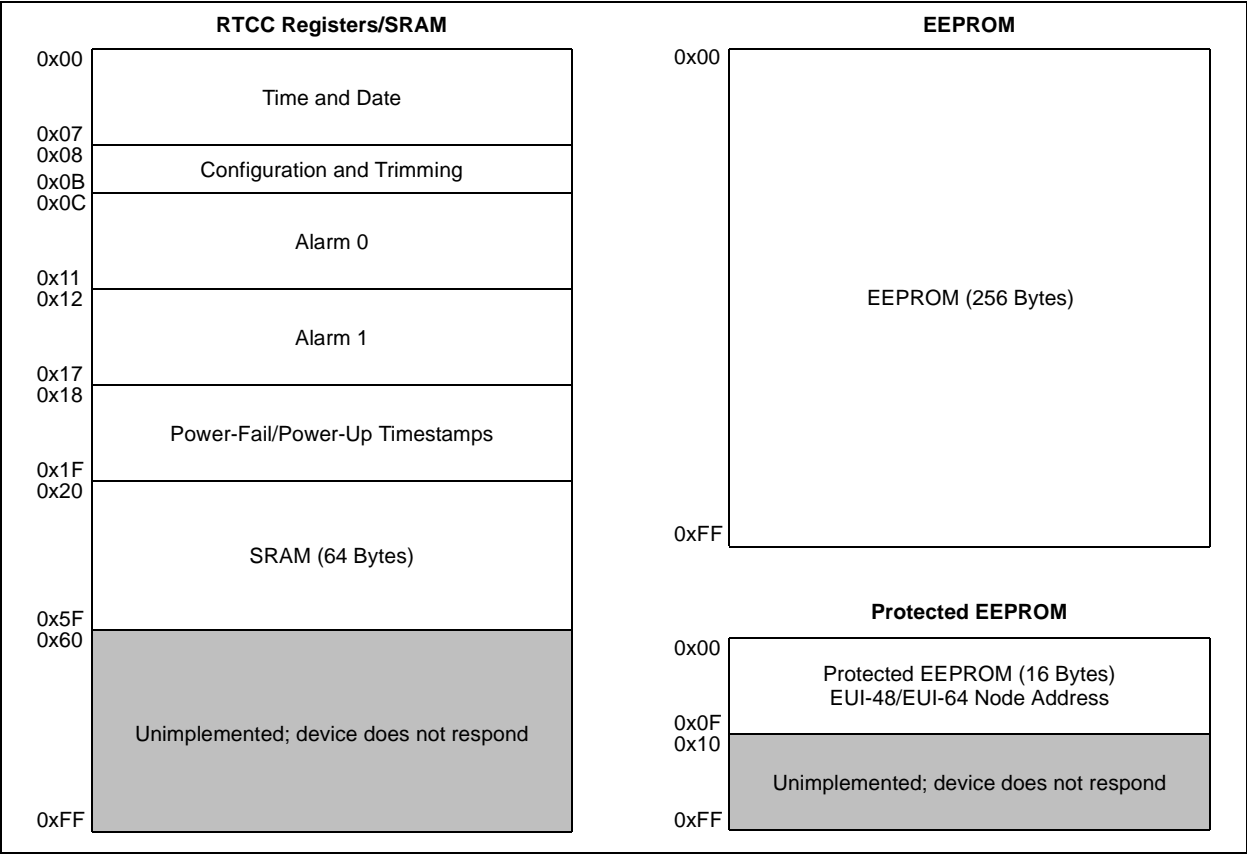 RTCC Registers/SRAM
0x00
Time and Date
0x07
0x08
Configuration and Trimming
0x0B
0x0C
Alarm 0
0x11
0x12
Alarm 1
0x17
0x18
Power-Fail/Power-Up Timestamps
0x1F
0x20
SRAM (64 Bytes)
0x5F
0x60
Unimplemented; device does not respond
0xFF
EEPROM
0x00
EEPROM (256 Bytes)
0xFF
Protected EEPROM
0x00
Protected EEPROM (16 Bytes)
EUI-48/EUI-64 Node Address
0x0F
0x10
Unimplemented; device does not respond
0xFF